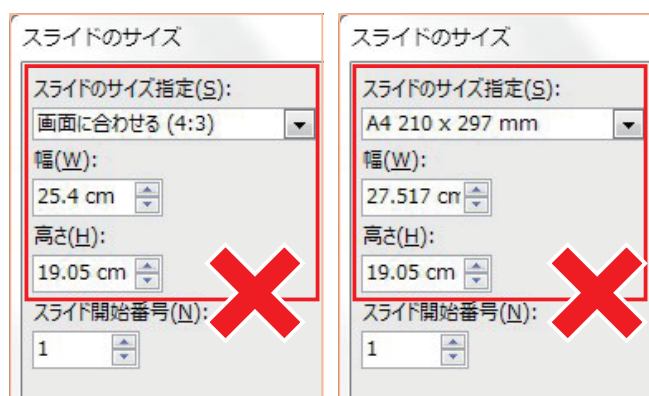 スライドのサイズ
スライドのサイズ指定(S):
画面に合わせる (4:3)
幅(W):
25.4 cm
高さ(H):
19.05 cm
スライド開始番号(N):
1
スライドのサイズ
スライドのサイズ指定(S):
A4 210 x 297 mm
幅(W):
27.517 cm
高さ(H):
19.05 cm
スライド開始番号(N):
1